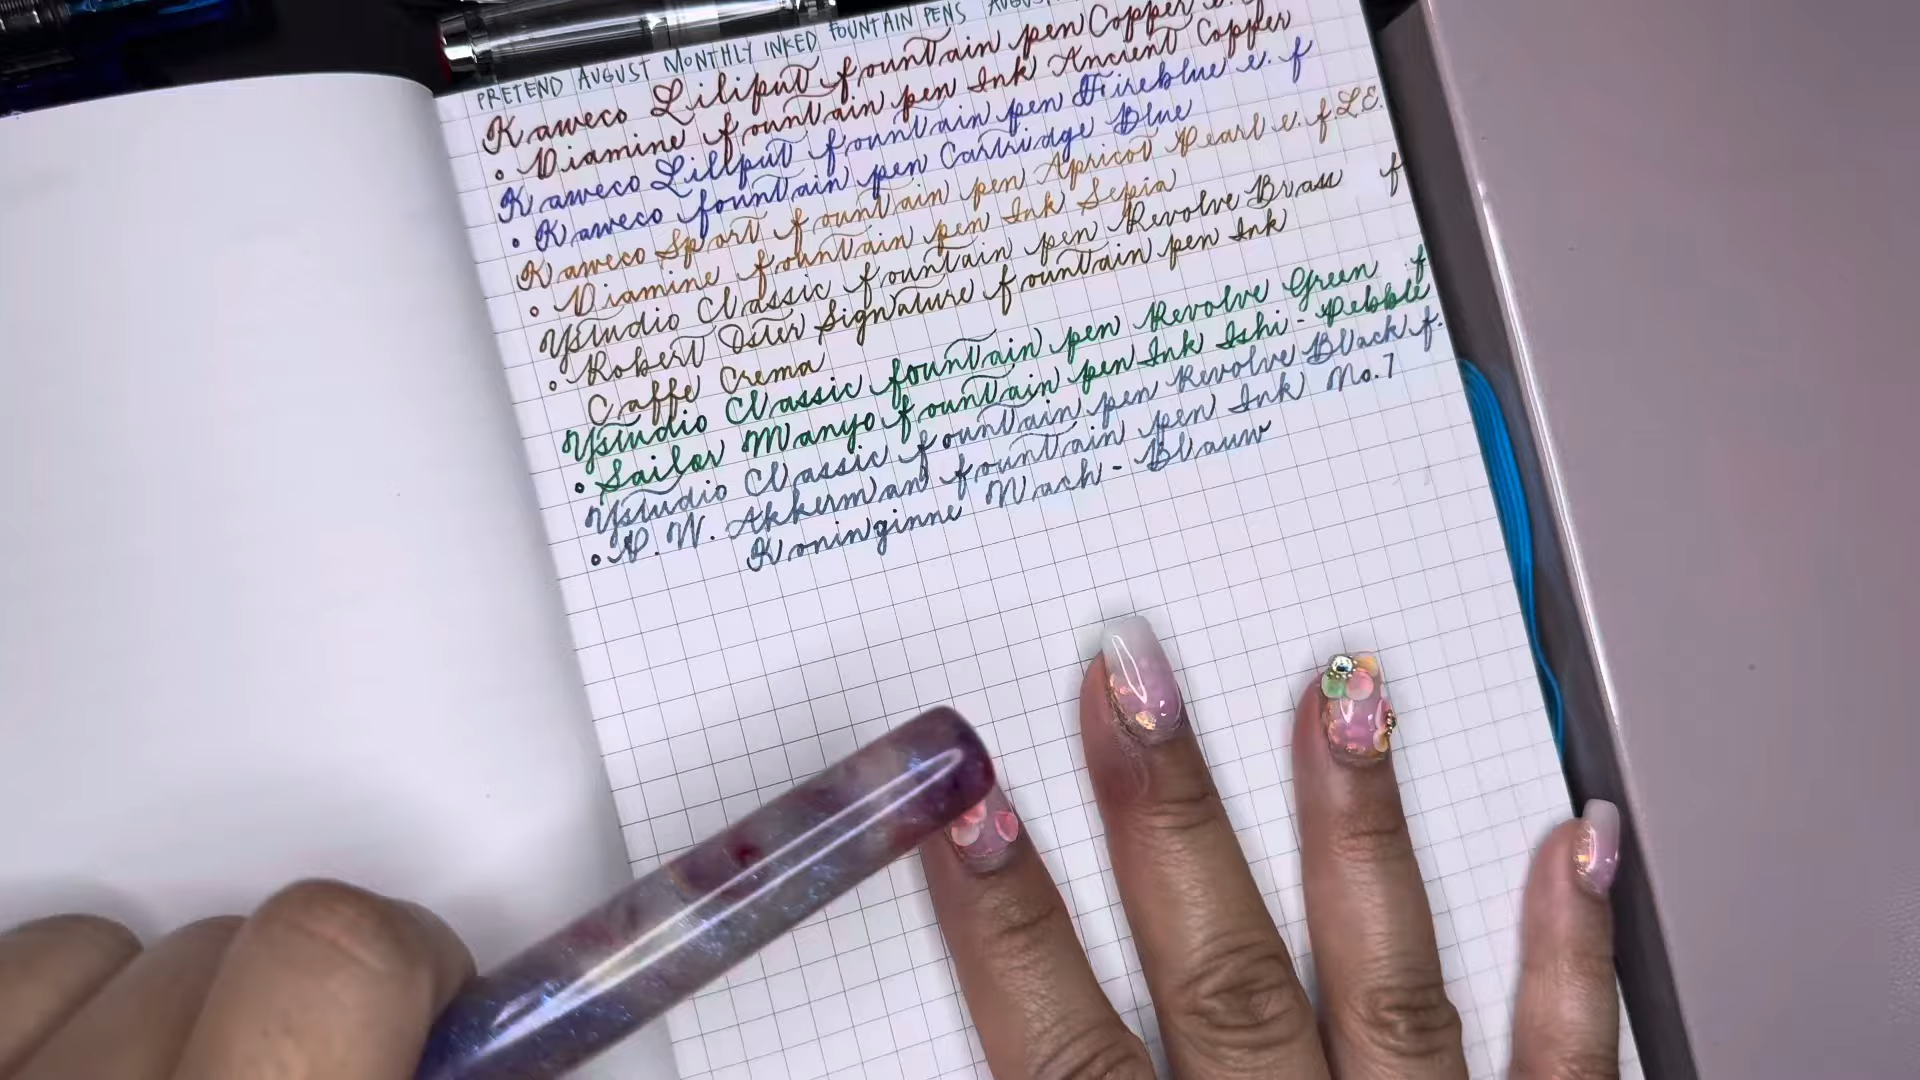 PRETEND AUGUST MONTHLY INKED FOUNTAIN PENS
Kaweco Liliput fountain pen Copper e.
• Diamine fountain pen Ink Ancient Copper
Kaweco Lillput fountain pen Fireblue e. f
• Kaweco fountain pen Cartridge Blue
Kaweco Sport fountain pen Apricot Pearl e. f L.E.
• Diamine fountain pen Ink Sepia
Ystudio Classic fountain pen Revolve Brass f
• Robert Oster Signature fountain pen Ink
Caffe Crema
Ystudio Classic fountain pen Revolve Green f
• Sailor Manyo fountain pen Ink Ishi - Pebble
Ystudio Classic fountain pen Revolve Black f.
• P. W. Akkerman fountain pen Ink No. 7
Koninginne Wach - Blauw